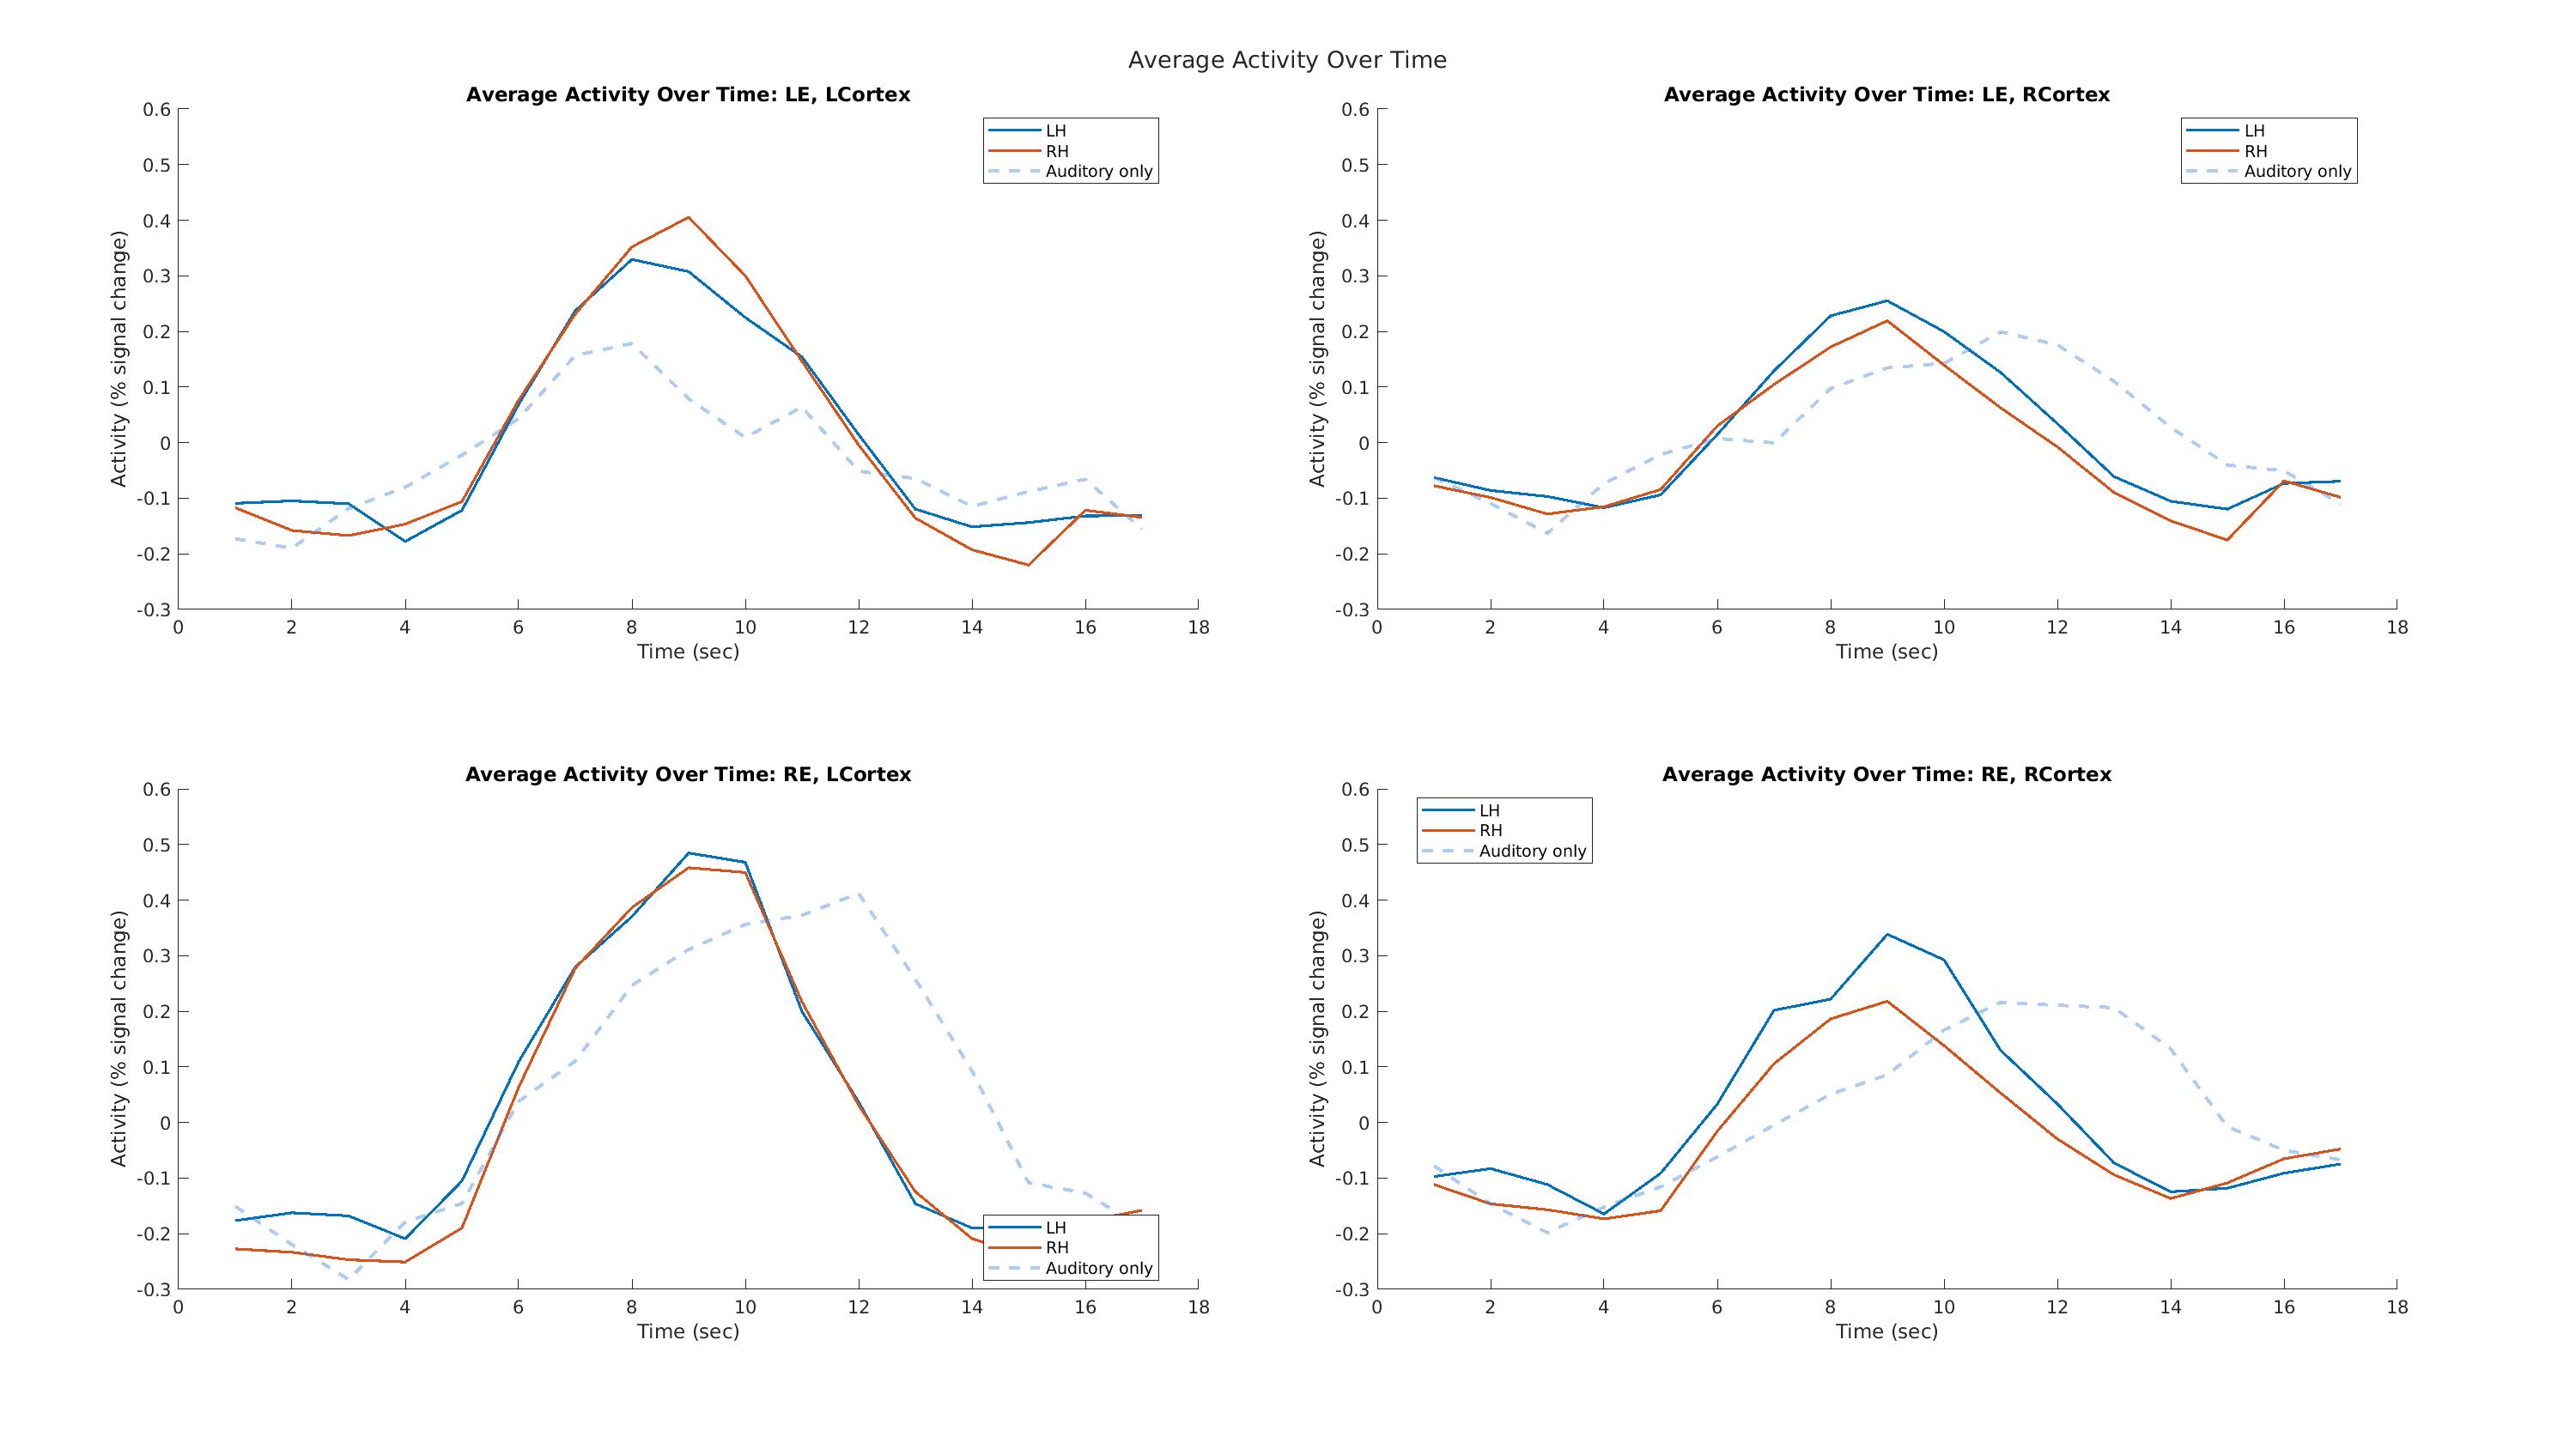 Average Activity Over Time
Average Activity Over Time: LE, LCortex
0.6
0.5
0.4
0.3
0.2
0.1
0
-0.1
-0.2
-0.3
Activity (% signal change)
LH
RH
Auditory only
0 2 4 6 8 10 12 14 16 18
Time (sec)
Average Activity Over Time: LE, RCortex
0.6
0.5
0.4
0.3
0.2
0.1
0
-0.1
-0.2
-0.3
Activity (% signal change)
LH
RH
Auditory only
0 2 4 6 8 10 12 14 16 18
Time (sec)
Average Activity Over Time: RE, LCortex
0.6
0.5
0.4
0.3
0.2
0.1
0
-0.1
-0.2
-0.3
Activity (% signal change)
LH
RH
Auditory only
0 2 4 6 8 10 12 14 16 18
Time (sec)
Average Activity Over Time: RE, RCortex
0.6
0.5
0.4
0.3
0.2
0.1
0
-0.1
-0.2
-0.3
Activity (% signal change)
LH
RH
Auditory only
0 2 4 6 8 10 12 14 16 18
Time (sec)